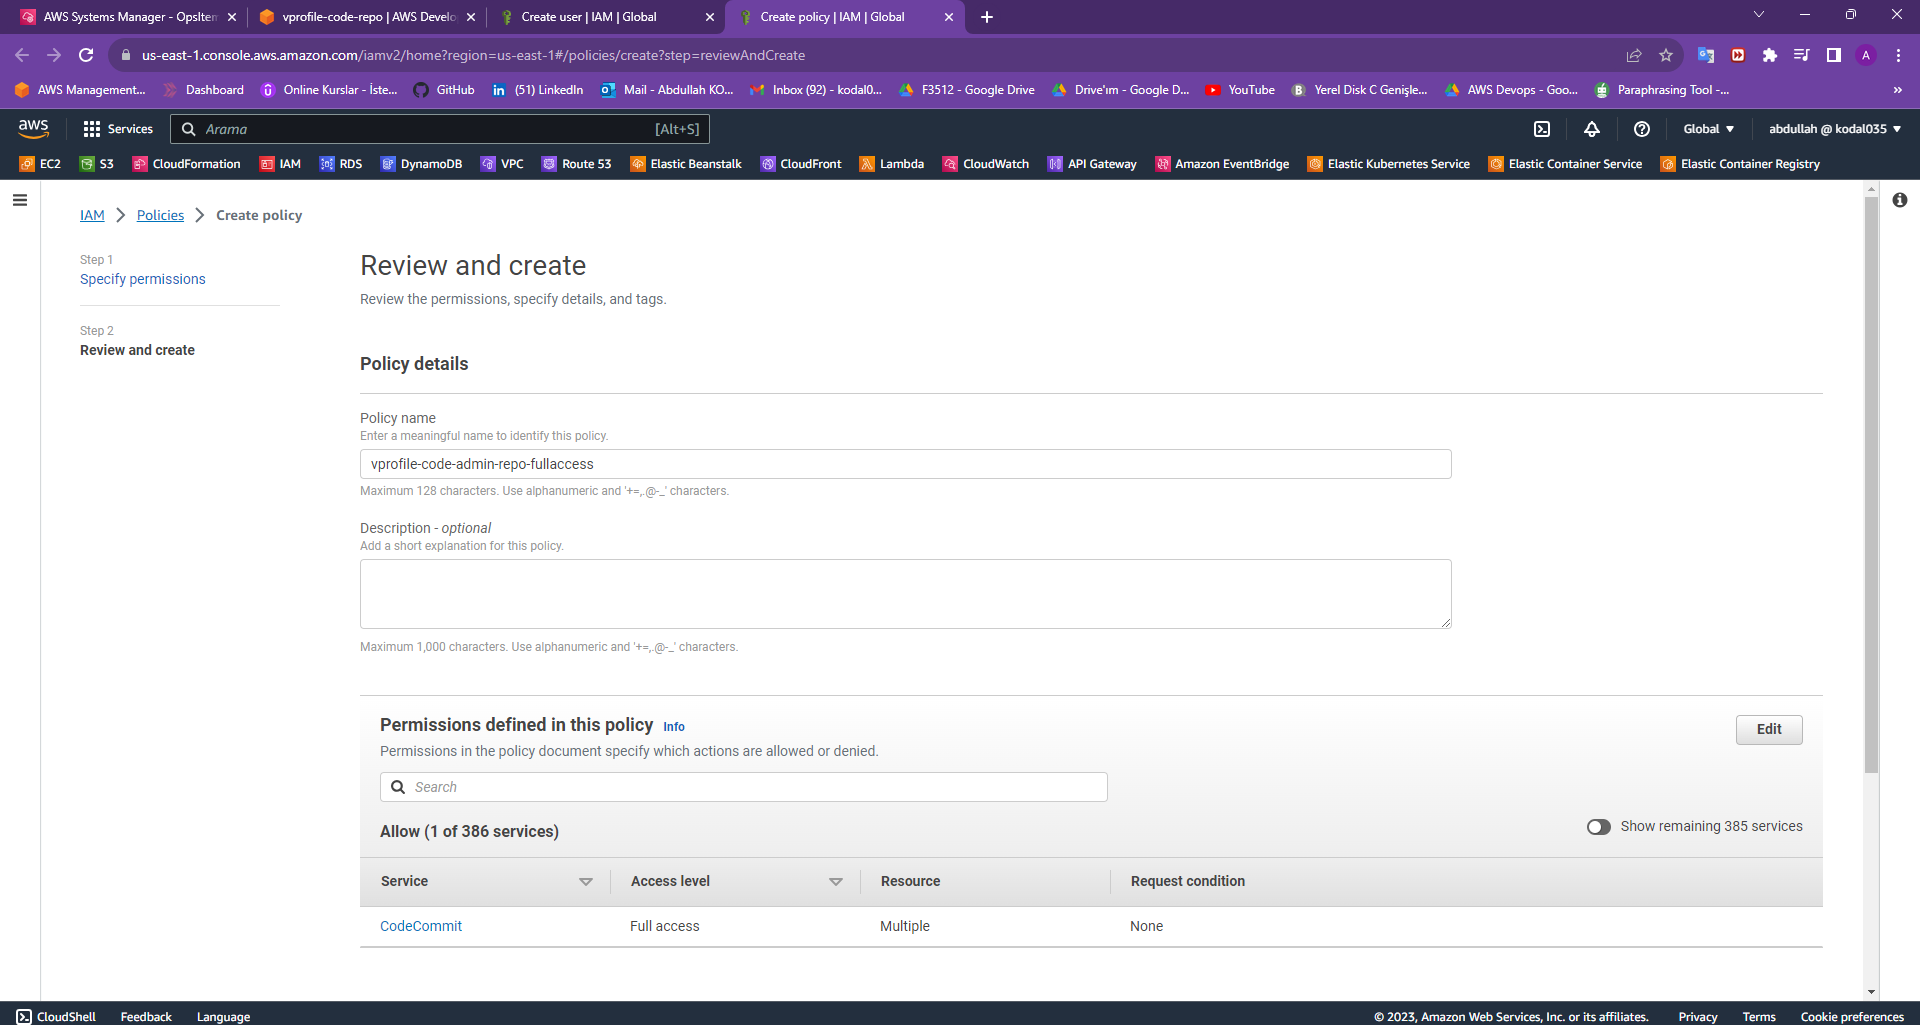 AWS Systems Manager - OpsItem
vprofile-code-repo | AWS Develo
Create user | IAM | Global
Create policy | IAM | Global
us-east-1.console.aws.amazon.com/iamv2/home?region=us-east-1#/policies/create?step=reviewAndCreate
A
AWS Management...
Dashboard
Online Kurslar - İste...
GitHub
(51) LinkedIn
Mail - Abdullah KO...
Inbox (92) - kodal0...
F3512 - Google Drive
Drive'ım - Google D...
YouTube
Yerel Disk C Genişle...
AWS Devops - Goo...
Paraphrasing Tool -...
»
aws
Services
Arama
[Alt+S]
Global
abdullah @ kodal035
EC2
S3
CloudFormation
IAM
RDS
DynamoDB
VPC
Route 53
Elastic Beanstalk
CloudFront
Lambda
CloudWatch
API Gateway
Amazon EventBridge
Elastic Kubernetes Service
Elastic Container Service
Elastic Container Registry
IAM
Policies
Create policy
Step 1
Specify permissions
Step 2
Review and create
Review and create
Review the permissions, specify details, and tags.
Policy details
Policy name
Enter a meaningful name to identify this policy.
vprofile-code-admin-repo-fullaccess
Maximum 128 characters. Use alphanumeric and '+=,.@-_' characters.
Description - optional
Add a short explanation for this policy.
Maximum 1,000 characters. Use alphanumeric and '+=,.@-_' characters.
Permissions defined in this policy Info
Edit
Permissions in the policy document specify which actions are allowed or denied.
Search
Allow (1 of 386 services)
Show remaining 385 services
Service
Access level
Resource
Request condition
CodeCommit
Full access
Multiple
None
CloudShell
Feedback
Language
© 2023, Amazon Web Services, Inc. or its affiliates.
Privacy
Terms
Cookie preferences